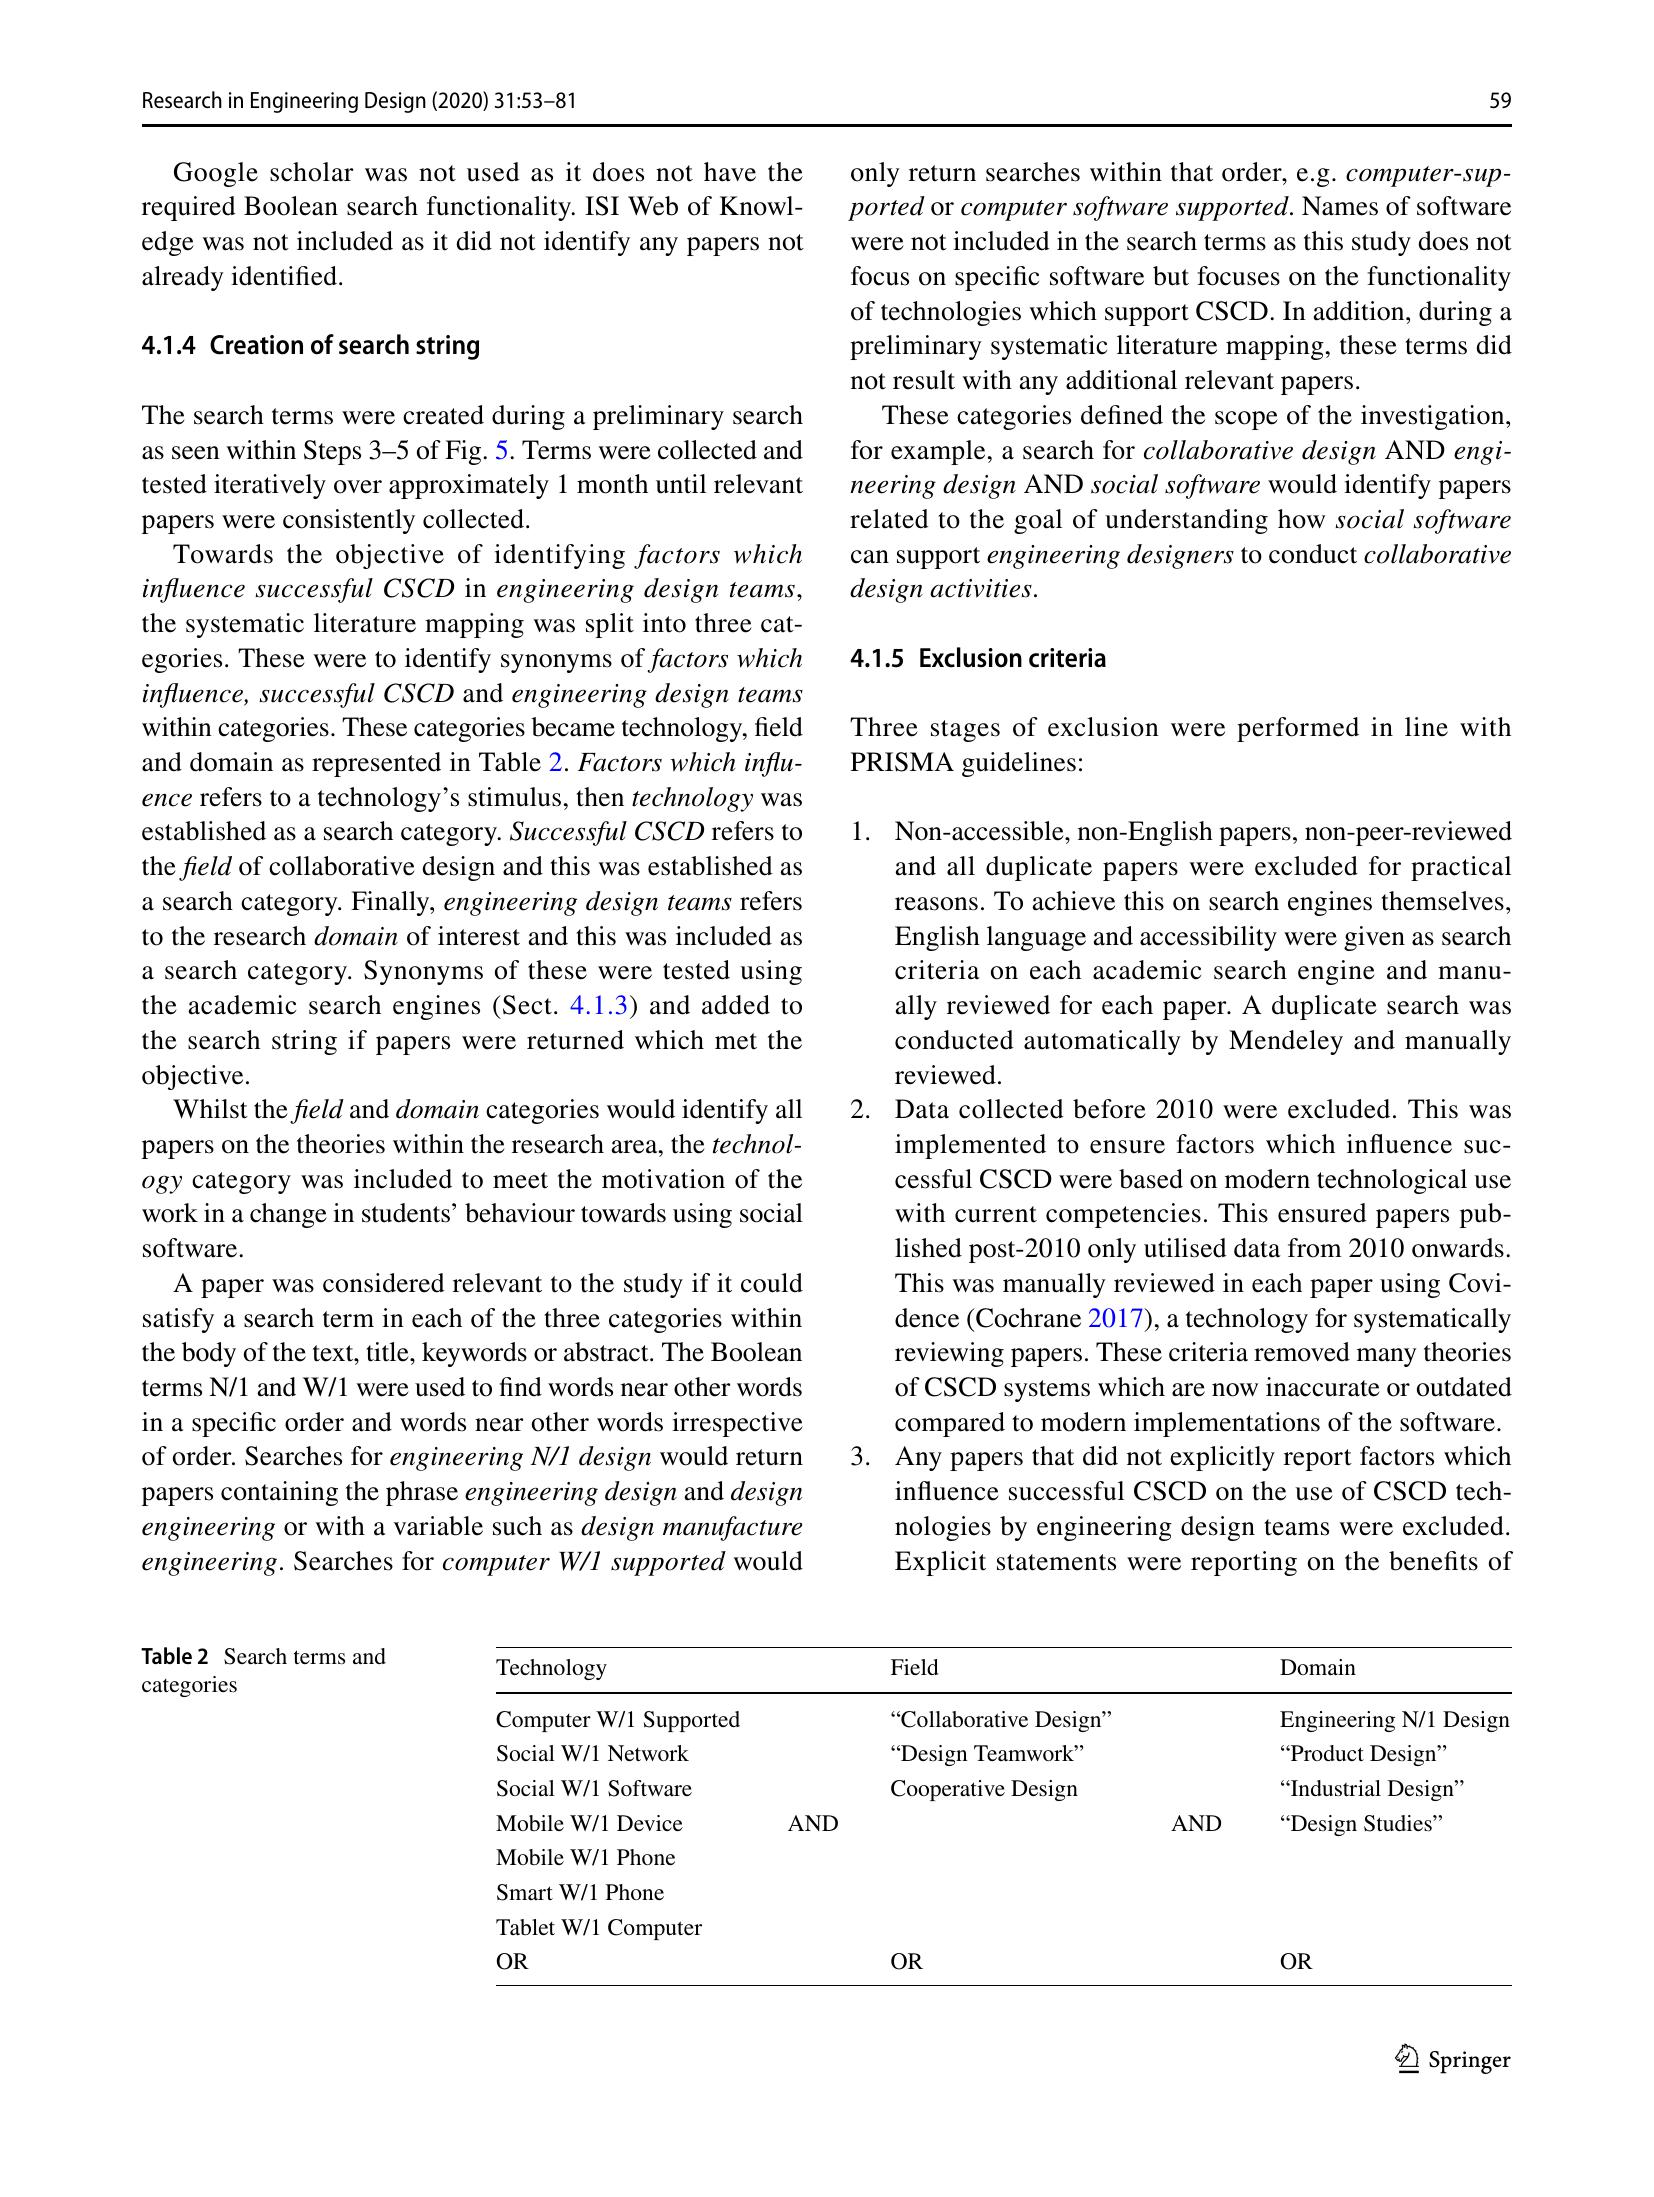 Research in Engineering Design (2020) 31:53–81
59
Google scholar was not used as it does not have the
required Boolean search functionality. ISI Web of Knowl-
edge was not included as it did not identify any papers not
already identified.
4.1.4 Creation of search string
The search terms were created during a preliminary search
as seen within Steps 3–5 of Fig. 5. Terms were collected and
tested iteratively over approximately 1 month until relevant
papers were consistently collected.
Towards the objective of identifying factors which
influence successful CSCD in engineering design teams,
the systematic literature mapping was split into three cat-
egories. These were to identify synonyms of factors which
influence, successful CSCD and engineering design teams
within categories. These categories became technology, field
and domain as represented in Table 2. Factors which influ-
ence refers to a technology’s stimulus, then technology was
established as a search category. Successful CSCD refers to
the field of collaborative design and this was established as
a search category. Finally, engineering design teams refers
to the research domain of interest and this was included as
a search category. Synonyms of these were tested using
the academic search engines (Sect. 4.1.3) and added to
the search string if papers were returned which met the
objective.
Whilst the field and domain categories would identify all
papers on the theories within the research area, the technol-
ogy category was included to meet the motivation of the
work in a change in students’ behaviour towards using social
software.
A paper was considered relevant to the study if it could
satisfy a search term in each of the three categories within
the body of the text, title, keywords or abstract. The Boolean
terms N/1 and W/1 were used to find words near other words
in a specific order and words near other words irrespective
of order. Searches for engineering N/1 design would return
papers containing the phrase engineering design and design
engineering or with a variable such as design manufacture
engineering. Searches for computer W/1 supported would
only return searches within that order, e.g. computer-sup-
ported or computer software supported. Names of software
were not included in the search terms as this study does not
focus on specific software but focuses on the functionality
of technologies which support CSCD. In addition, during a
preliminary systematic literature mapping, these terms did
not result with any additional relevant papers.
These categories defined the scope of the investigation,
for example, a search for collaborative design AND engi-
neering design AND social software would identify papers
related to the goal of understanding how social software
can support engineering designers to conduct collaborative
design activities.
4.1.5 Exclusion criteria
Three stages of exclusion were performed in line with
PRISMA guidelines:
1. Non-accessible, non-English papers, non-peer-reviewed
and all duplicate papers were excluded for practical
reasons. To achieve this on search engines themselves,
English language and accessibility were given as search
criteria on each academic search engine and manu-
ally reviewed for each paper. A duplicate search was
conducted automatically by Mendeley and manually
reviewed.
2. Data collected before 2010 were excluded. This was
implemented to ensure factors which influence suc-
cessful CSCD were based on modern technological use
with current competencies. This ensured papers pub-
lished post-2010 only utilised data from 2010 onwards.
This was manually reviewed in each paper using Covi-
dence (Cochrane 2017), a technology for systematically
reviewing papers. These criteria removed many theories
of CSCD systems which are now inaccurate or outdated
compared to modern implementations of the software.
3. Any papers that did not explicitly report factors which
influence successful CSCD on the use of CSCD tech-
nologies by engineering design teams were excluded.
Explicit statements were reporting on the benefits of
Table 2 Search terms and
categories
Technology Field Domain
Computer W/1 Supported “Collaborative Design” Engineering N/1 Design
Social W/1 Network “Design Teamwork” “Product Design”
Social W/1 Software Cooperative Design “Industrial Design”
Mobile W/1 Device AND AND “Design Studies”
Mobile W/1 Phone
Smart W/1 Phone
Tablet W/1 Computer
OR OR OR
Springer